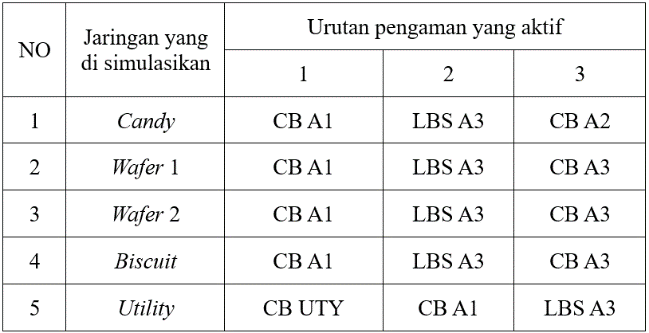 NO Jaringan yang di simulasikan Urutan pengaman yang aktif
1 2 3
1 Candy CB A1 LBS A3 CB A2
2 Wafer 1 CB A1 LBS A3 CB A3
3 Wafer 2 CB A1 LBS A3 CB A3
4 Biscuit CB A1 LBS A3 CB A3
5 Utility CB UTY CB A1 LBS A3